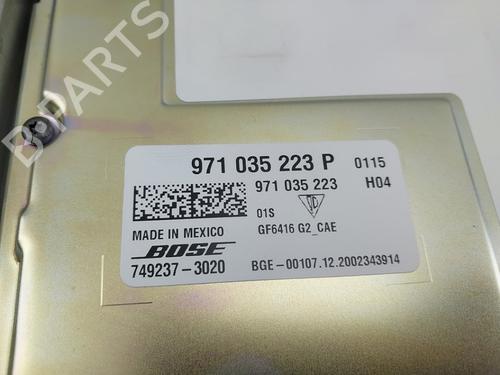 B-PARTS
971 035 223 P 0115
971 035 223 H04
01S
MADE IN MEXICO GF6416 G2_CAE
BOSE
749237-3020 BGE-00107.12.2002343914